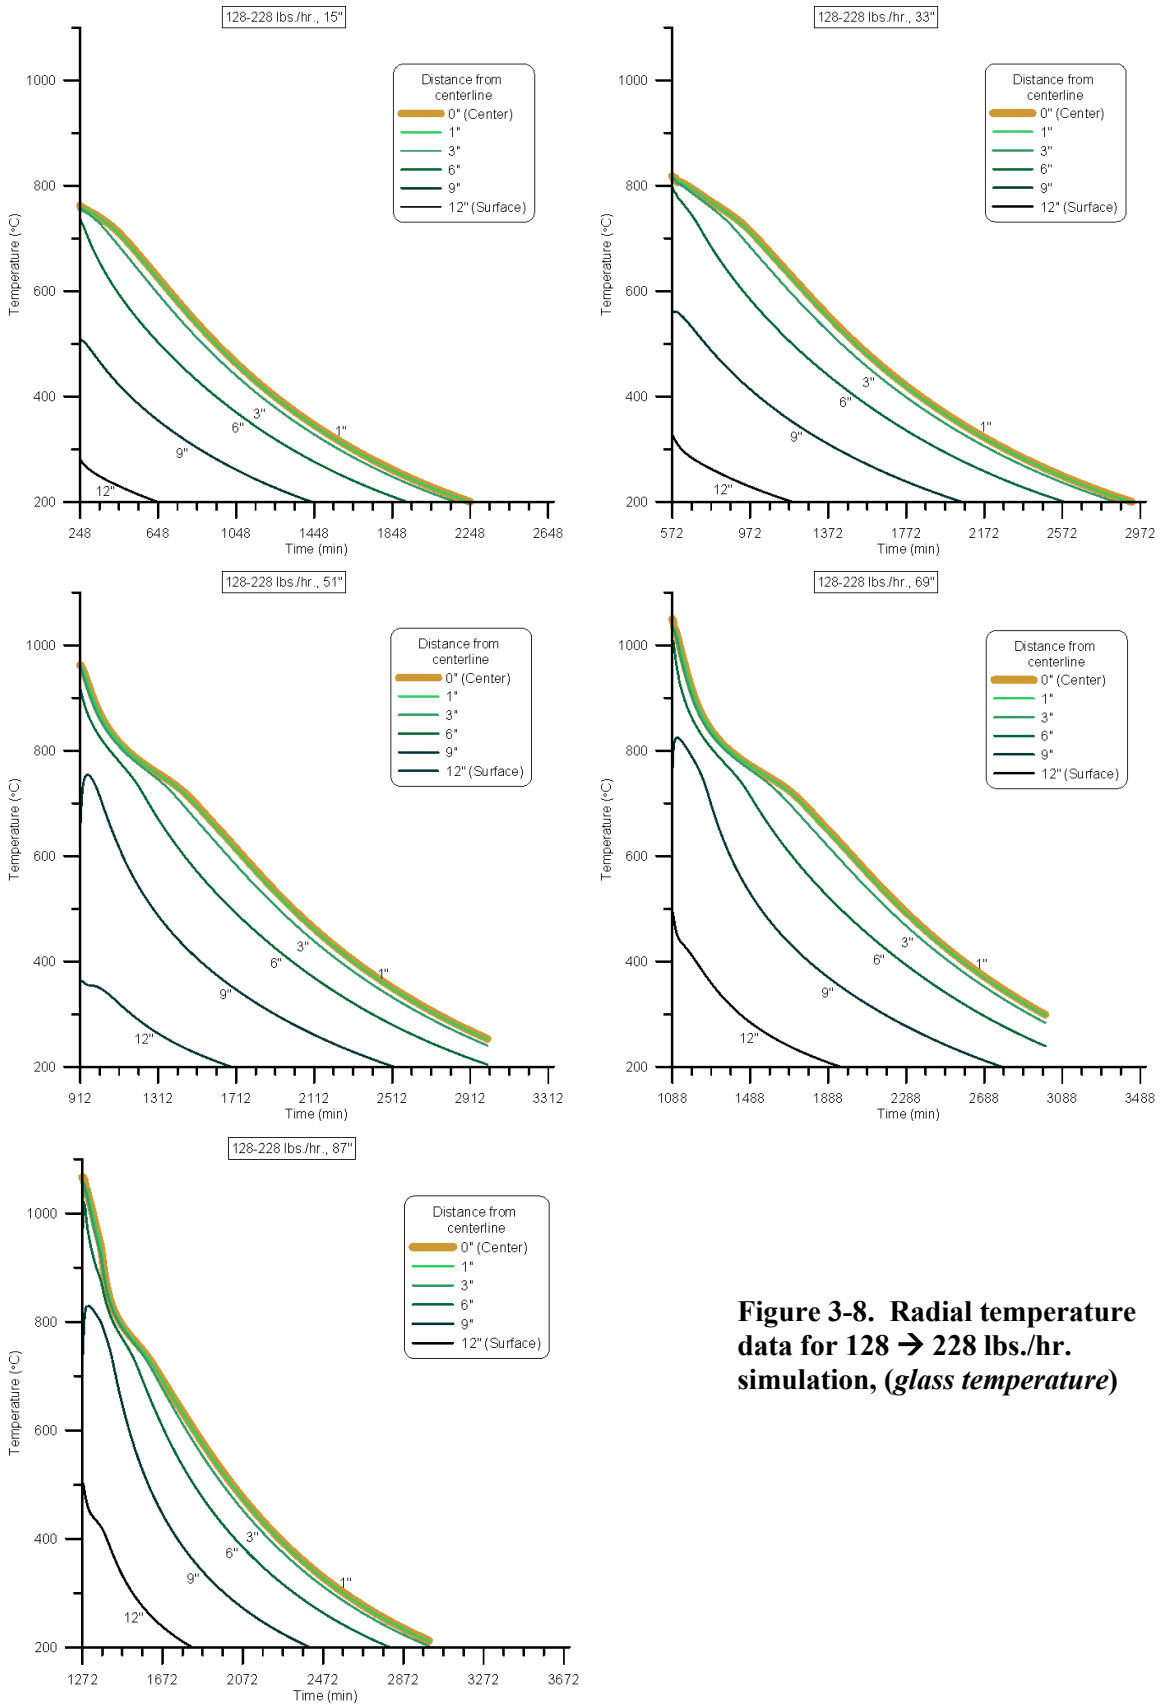 128-228 lbs./hr., 15"
1000
800
600
400
200
Temperature (°C)
248 648 1048 1448 1848 2248 2648
Time (min)
Distance from
centerline
0" (Center)
1"
3"
6"
9"
12" (Surface)
1"
3"
6"
9"
12"
128-228 lbs./hr., 33"
1000
800
600
400
200
Temperature (°C)
572 972 1372 1772 2172 2572 2972
Time (min)
Distance from
centerline
0" (Center)
1"
3"
6"
9"
12" (Surface)
3"
6"
1"
9"
12"
128-228 lbs./hr., 51"
1000
800
600
400
200
Temperature (°C)
912 1312 1712 2112 2512 2912 3312
Time (min)
Distance from
centerline
0" (Center)
1"
3"
6"
9"
12" (Surface)
3"
6"
1"
9"
12"
128-228 lbs./hr., 69"
1000
800
600
400
200
Temperature (°C)
1088 1488 1888 2288 2688 3088 3488
Time (min)
Distance from
centerline
0" (Center)
1"
3"
6"
9"
12" (Surface)
3"
6"
1"
9"
12"
128-228 lbs./hr., 87"
1000
800
600
400
200
Temperature (°C)
1272 1672 2072 2472 2872 3272 3672
Time (min)
Distance from
centerline
0" (Center)
1"
3"
6"
9"
12" (Surface)
3"
6"
9"
1"
12"
Figure 3-8. Radial temperature
data for 128 → 228 lbs./hr.
simulation, (glass temperature)